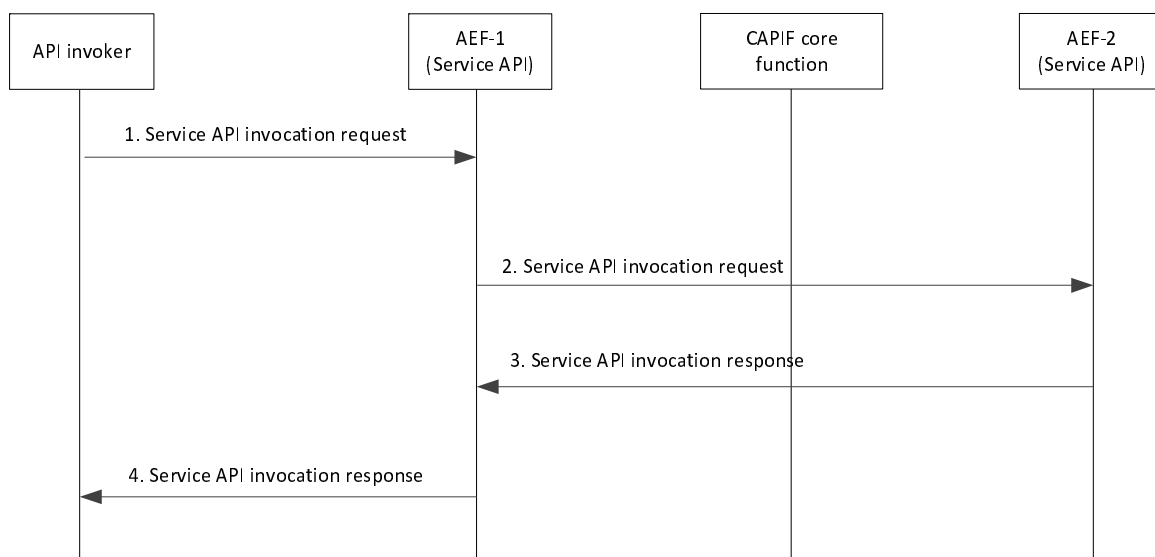 API invoker
AEF-1
(Service API)
CAPIF core
function
AEF-2
(Service API)
1. Service API invocation request
2. Service API invocation request
3. Service API invocation response
4. Service API invocation response